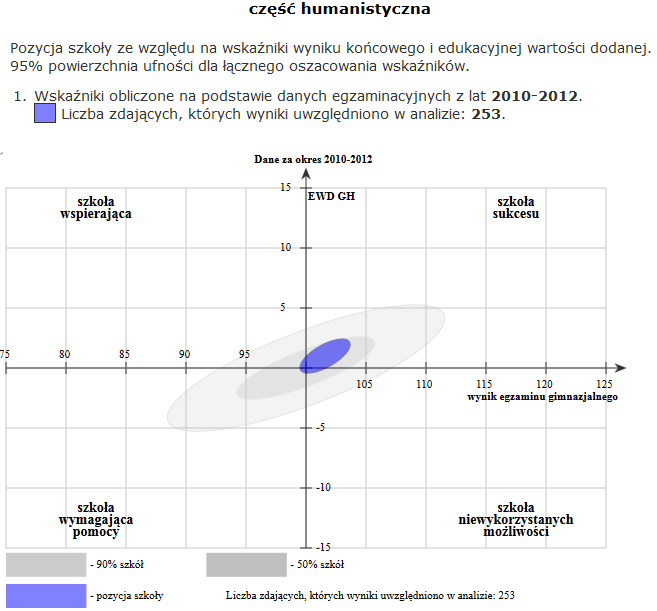 część humanistyczna
Pozycja szkoły ze względu na wskaźniki wyniku końcowego i edukacyjnej wartości dodanej.
95% powierzchnia ufności dla łącznego oszacowania wskaźników.
1. Wskaźniki obliczone na podstawie danych egzaminacyjnych z lat 2010-2012.
Liczba zdających, których wyniki uwzględniono w analizie: 253.
Dane za okres 2010-2012
15
EWD GH
szkoła
wspierająca
szkoła
sukcesu
10
5
75 80 85 90 95
105 110 115 120 125
wynik egzaminu gimnazjalnego
-5
-10
szkoła
wymagająca
pomocy
szkoła
niewykorzystanych
możliwości
-15
- 90% szkół
- 50% szkół
- pozycja szkoły
Liczba zdających, których wyniki uwzględniono w analizie: 253